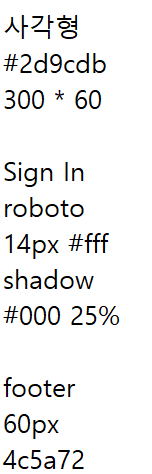 사각형
#2d9cdb
300 * 60
Sign In
roboto
14px #fff
shadow
#000 25%
footer
60px
4c5a72